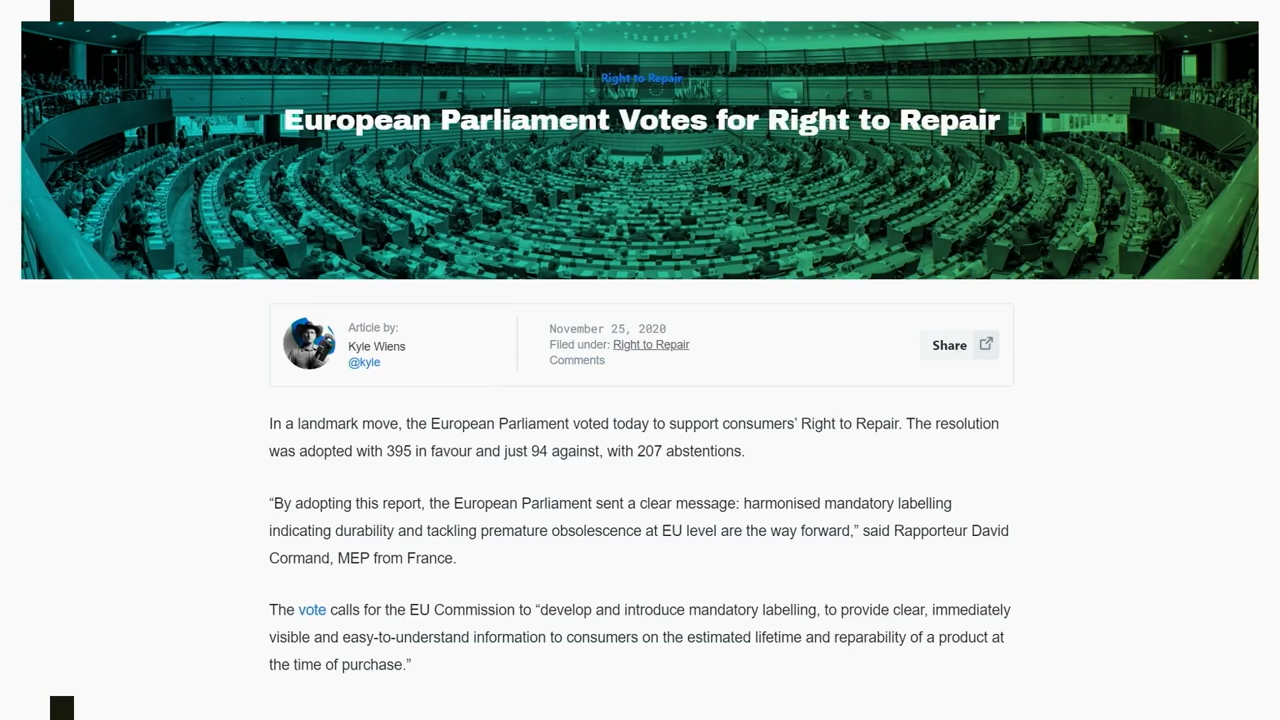 Right to Repair
European Parliament Votes for Right to Repair
Article by:
Kyle Wiens
@kyle
November 25, 2020
Filed under: Right to Repair
Comments
Share
In a landmark move, the European Parliament voted today to support consumers’ Right to Repair. The resolution
was adopted with 395 in favour and just 94 against, with 207 abstentions.
“By adopting this report, the European Parliament sent a clear message: harmonised mandatory labelling
indicating durability and tackling premature obsolescence at EU level are the way forward,” said Rapporteur David
Cormand, MEP from France.
The vote calls for the EU Commission to “develop and introduce mandatory labelling, to provide clear, immediately
visible and easy-to-understand information to consumers on the estimated lifetime and reparability of a product at
the time of purchase.”